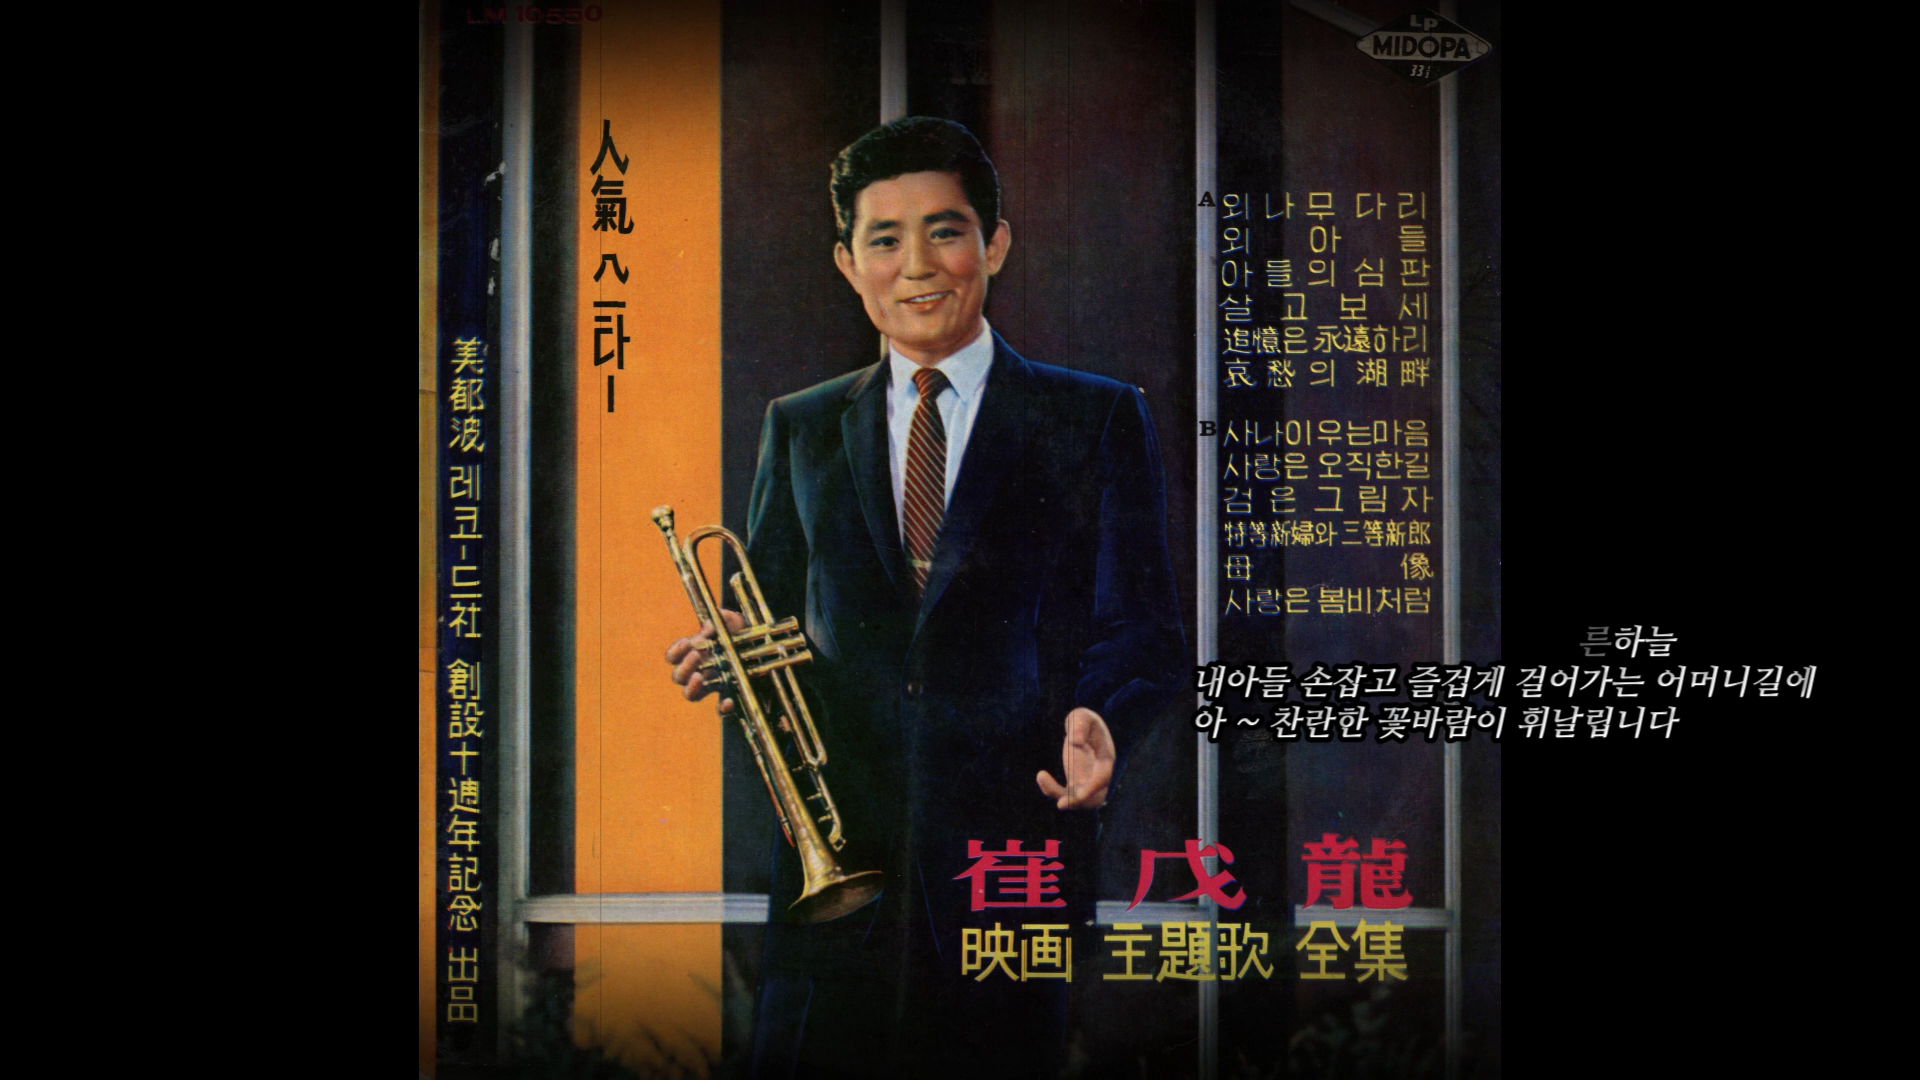 LM 19550
LP
MIDOPA
33⅓
人氣 스타ー
美都波 레코ー드社 創設十週年記念 出品
A 외나무다리
외아들
아들의심판
살고보세
追憶은 永遠하리
哀愁의 湖畔
B 사나이우는마음
사랑은 오직한길
검은그림자
特等新婦와 三等新郎
母像
사랑은 봄비처럼
른하늘
내아들 손잡고 즐겁게 걸어가는 어머니길에
아 ~ 찬란한 꽃바람이 휘날립니다
崔戊龍
映画 主題歌 全集